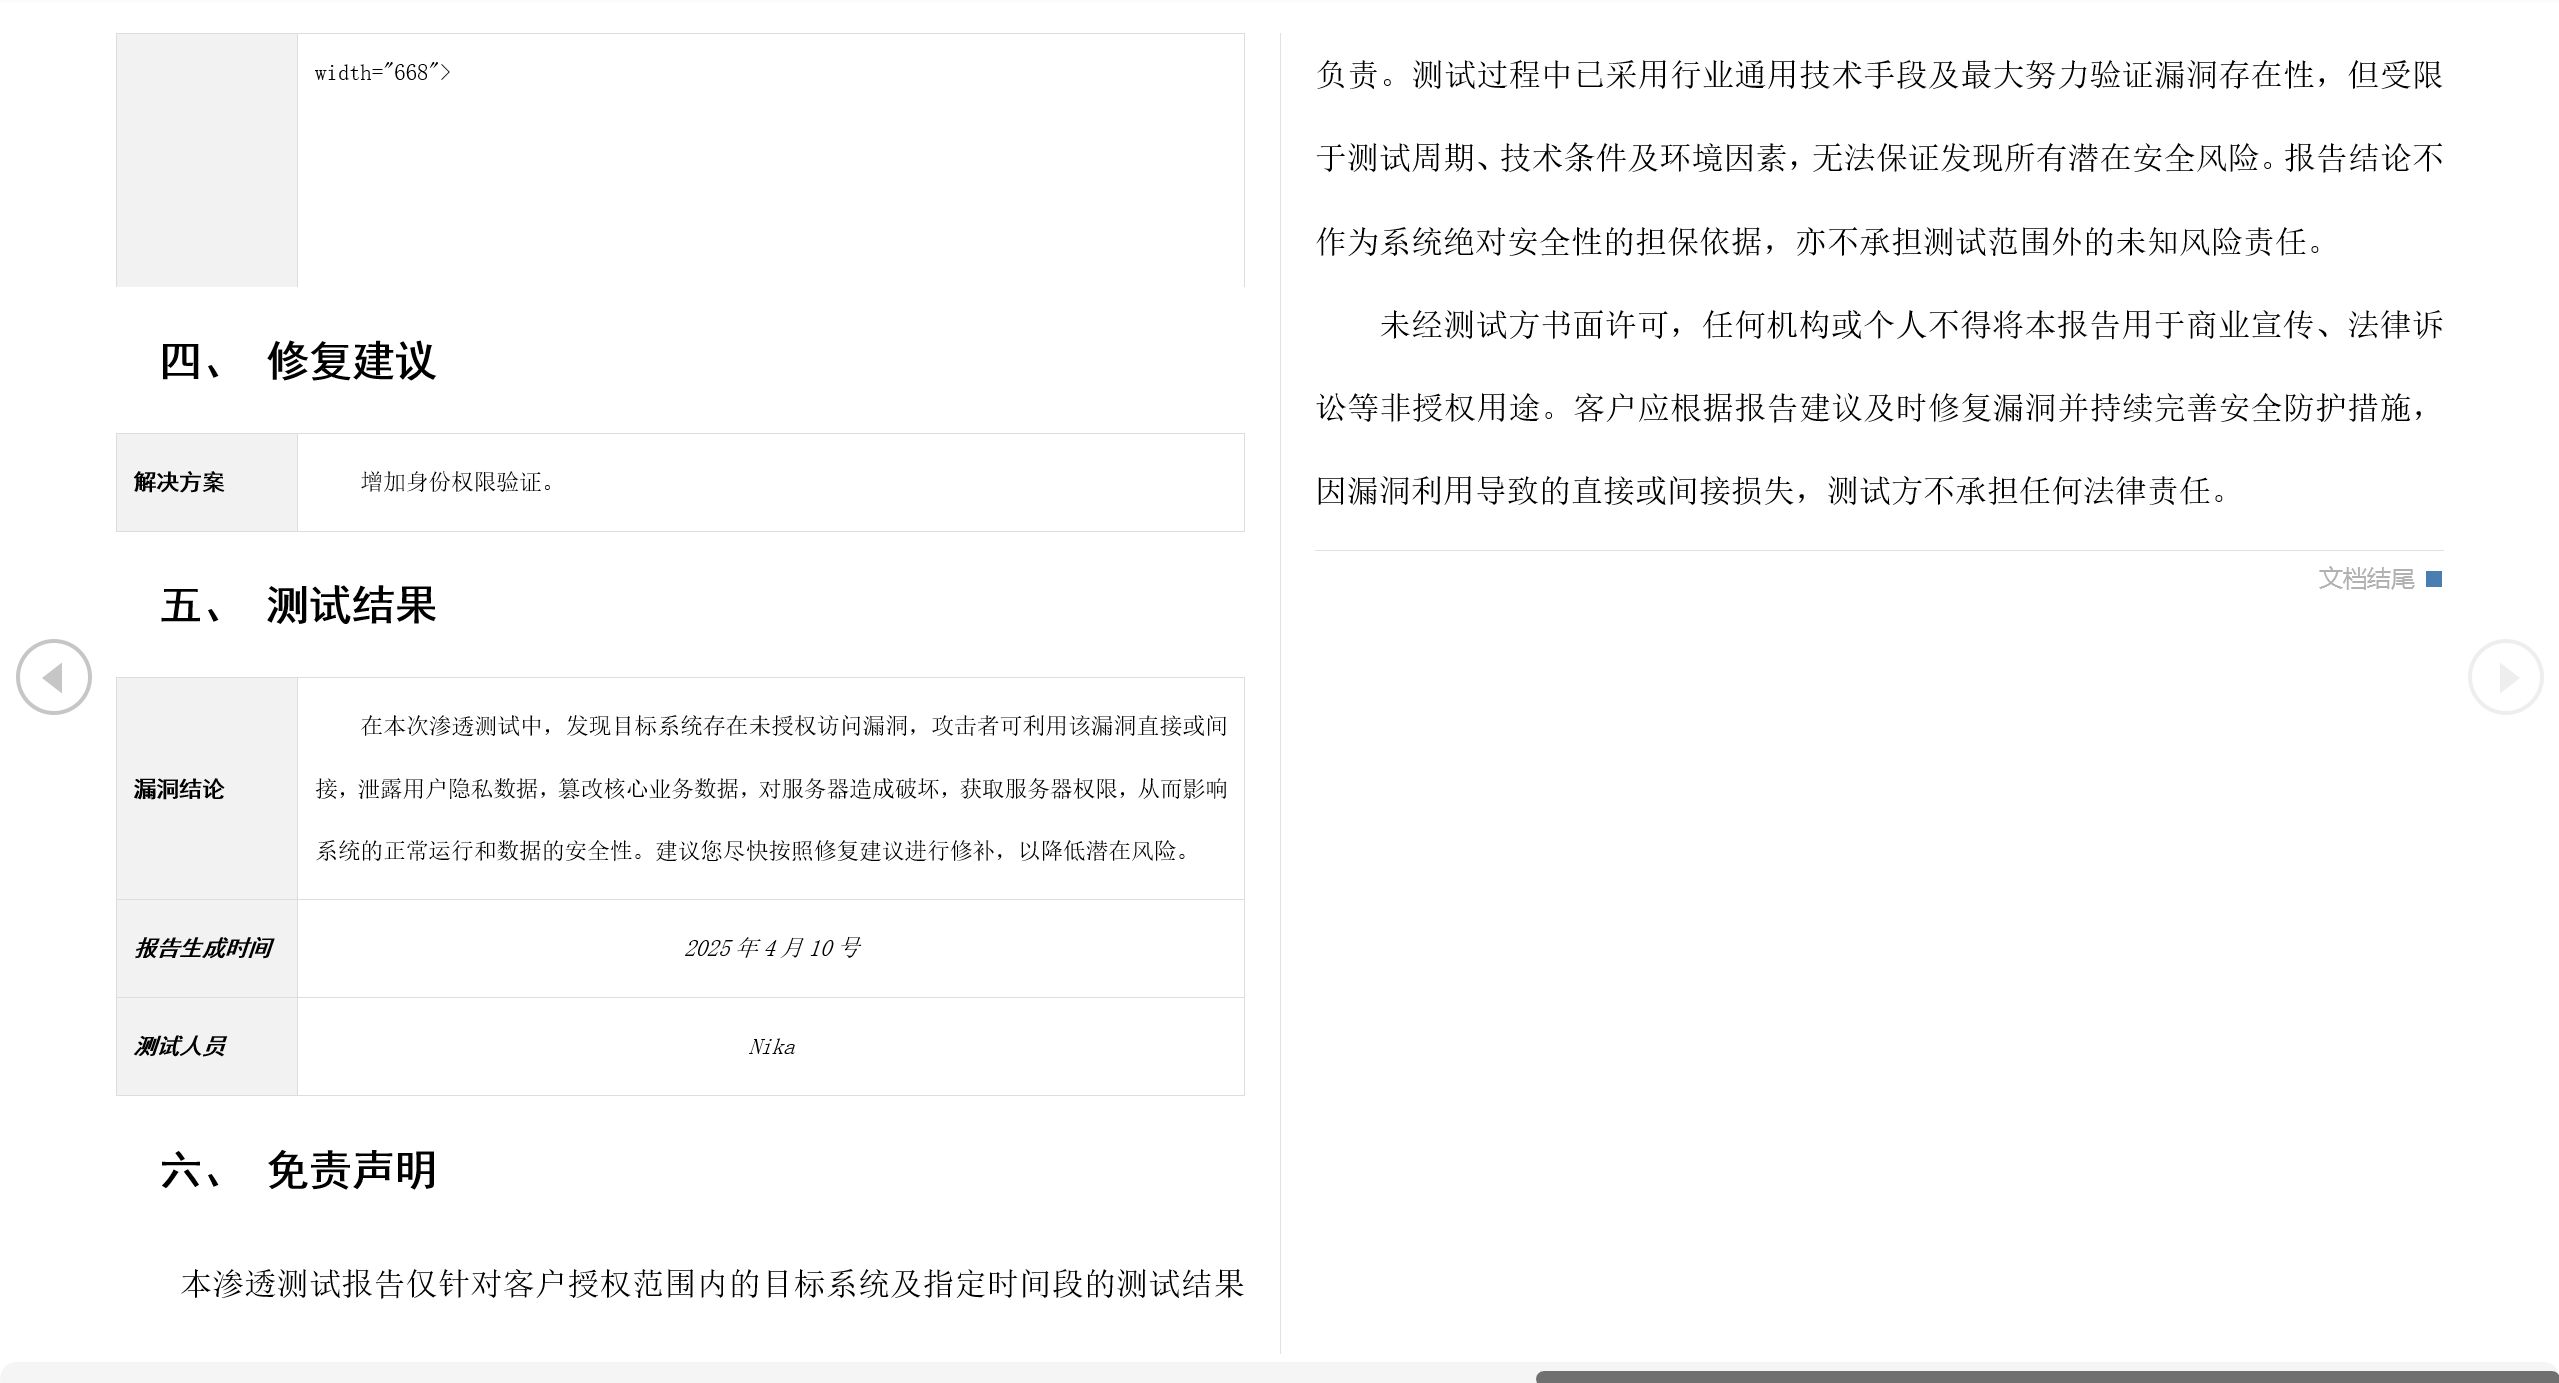 width="668">
四、 修复建议
解决方案
增加身份权限验证。
五、 测试结果
漏洞结论
在本次渗透测试中，发现目标系统存在未授权访问漏洞，攻击者可利用该漏洞直接或间
接，泄露用户隐私数据，篡改核心业务数据，对服务器造成破坏，获取服务器权限，从而影响
系统的正常运行和数据的安全性。建议您尽快按照修复建议进行修补，以降低潜在风险。
报告生成时间
2025 年 4 月 10 号
测试人员
Nika
六、 免责声明
本渗透测试报告仅针对客户授权范围内的目标系统及指定时间段的测试结果
负责。测试过程中已采用行业通用技术手段及最大努力验证漏洞存在性，但受限
于测试周期、技术条件及环境因素，无法保证发现所有潜在安全风险。报告结论不
作为系统绝对安全性的担保依据，亦不承担测试范围外的未知风险责任。
未经测试方书面许可，任何机构或个人不得将本报告用于商业宣传、法律诉
讼等非授权用途。客户应根据报告建议及时修复漏洞并持续完善安全防护措施，
因漏洞利用导致的直接或间接损失，测试方不承担任何法律责任。
文档结尾